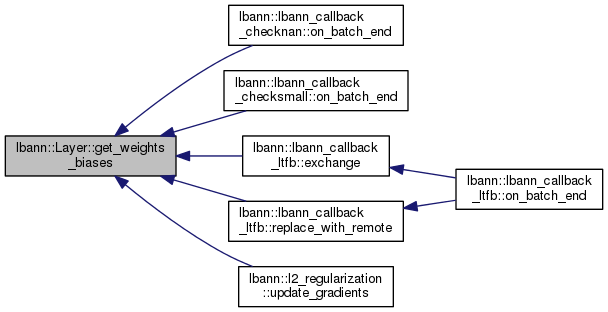 lbann::lbann_callback
_checknan::on_batch_end
lbann::lbann_callback
_checksmall::on_batch_end
lbann::Layer::get_weights
_biases
lbann::lbann_callback
_ltfb::exchange
lbann::lbann_callback
_ltfb::on_batch_end
lbann::lbann_callback
_ltfb::replace_with_remote
lbann::l2_regularization
::update_gradients